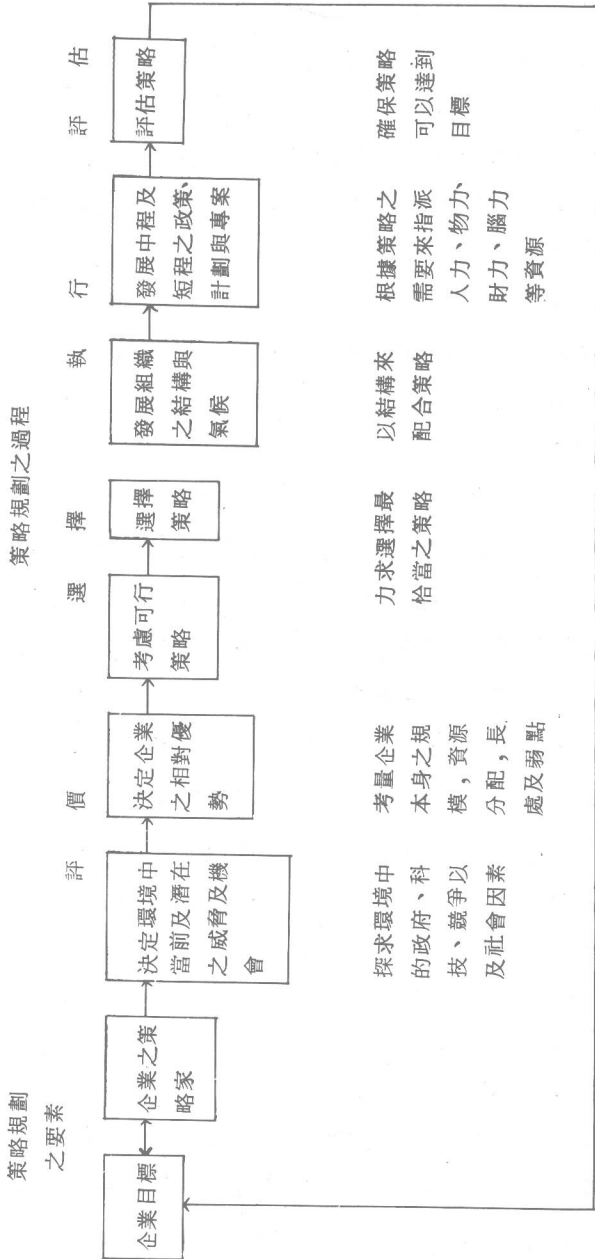 策略規劃
之要素
策略規劃之過程
評價
選擇
執行
評估
企業目標
企業之策
略家
決定環境中
當前及潛在
之威脅及機
會
決定企業
之相對優
勢
考慮可行
策略
選擇
策略
發展組織
之結構與
氣候
發展中程及
短程之政策、
計劃與專案
評估策略
探求環境中
的政府、科
技、競爭以
及社會因素
考量企業
本身之規
模,資源
分配,長
處及弱點
力求選擇最
恰當之策略
以結構來
配合策略
根據策略之
需要來指派
人力、物力、
財力、腦力
等資源
確保策略
可以達到
目標